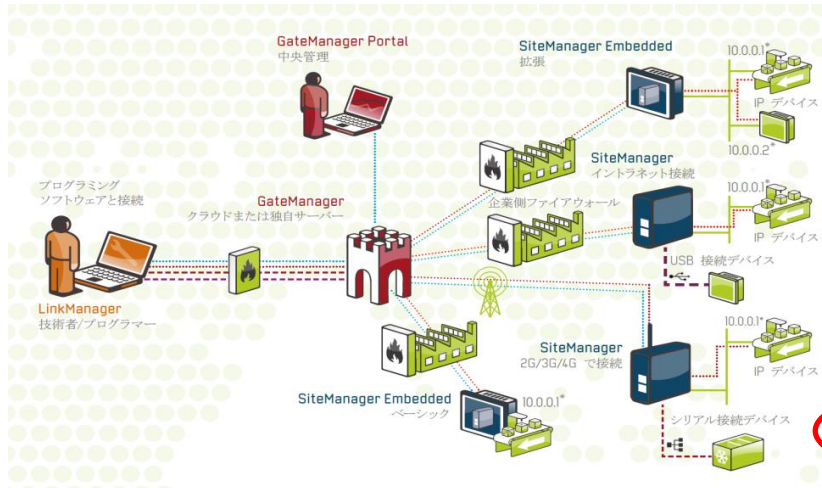 GateManager Portal
中央管理
SiteManager Embedded
拡張
10.0.0.1*
IP デバイス
10.0.0.2*
SiteManager
イントラネット接続
企業側ファイアウォール
10.0.0.1*
IP デバイス
USB 接続デバイス
プログラミング
ソフトウェアと接続
GateManager
クラウドまたは独自サーバー
LinkManager
技術者/プログラマー
SiteManager
2G/3G/4G で接続
10.0.0.1*
IP デバイス
シリアル接続デバイス
SiteManager Embedded
ベーシック
10.0.0.1*